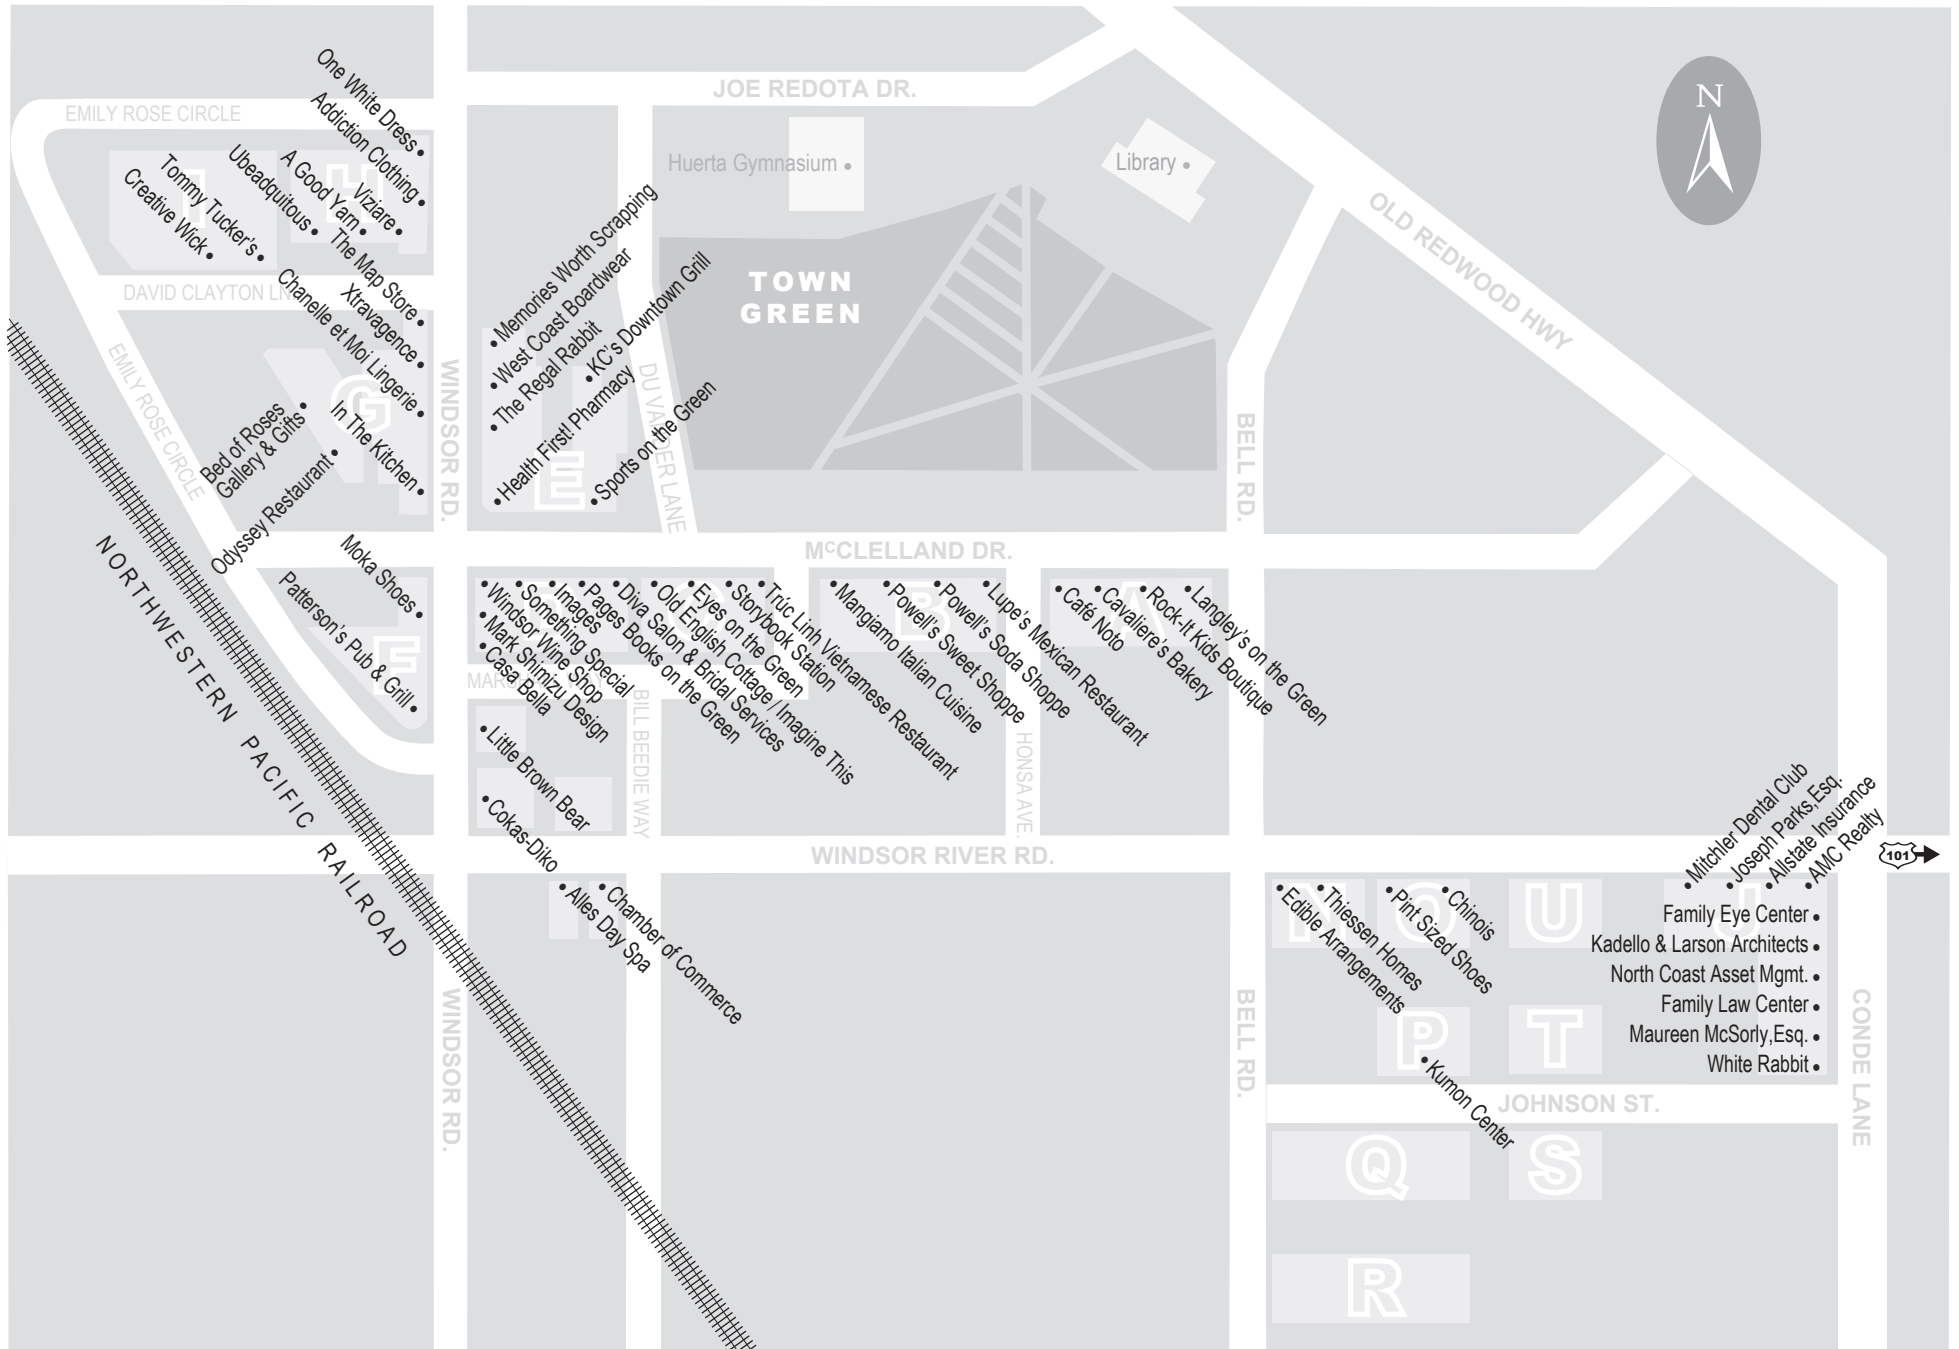 One White Dress
Addiction Clothing
Viziare
A Good Yarn
Ubeadquitous
Tommy Tucker's
Creative Wick
The Map Store
Xtravagence
Chanelle et Moi Lingerie
In The Kitchen
Bed of Roses
Gallery & Gifts
Odyssey Restaurant
Moka Shoes
Patterson's Pub & Grill
EMILY ROSE CIRCLE
DAVID CLAYTON LN
EMILY ROSE CIRCLE
I
H
G
F
NORTHWESTERN PACIFIC RAILROAD
WINDSOR RD.
WINDSOR RD.
JOE REDOTA DR.
Huerta Gymnasium
Library
TOWN
GREEN
N
OLD REDWOOD HWY
Memories Worth Scrapping
West Coast Boardwear
The Regal Rabbit
KC's Downtown Grill
Health First! Pharmacy
Sports on the Green
E
DU VANDER LANE
BELL RD.
MCCLELLAND DR.
Windsor Wine Shop
Mark Shimizu Design
Casa Bella
Something Special
Images
Pages Books on the Green
Diva Salon & Bridal Services
Old English Cottage / Imagine This
Eyes on the Green
Storybook Station
Trúc Linh Vietnamese Restaurant
Mangiamo Italian Cuisine
Powell's Sweet Shoppe
Powell's Soda Shoppe
Lupe's Mexican Restaurant
Café Noto
Cavaliere's Bakery
Rock-It Kids Boutique
Langley's on the Green
D
C
B
A
BILL BEEDIE WAY
HONSA AVE.
Little Brown Bear
Cokas-Diko
WINDSOR RIVER RD.
101
Alles Day Spa
Chamber of Commerce
Mitchler Dental Club
Joseph Parks,Esq.
Allstate Insurance
AMC Realty
Edible Arrangements
Thiessen Homes
Pint Sized Shoes
Chinois
N
O
U
J
Family Eye Center
Kadello & Larson Architects
North Coast Asset Mgmt.
Family Law Center
Maureen McSorly,Esq.
White Rabbit
P
T
Kumon Center
BELL RD.
CONDE LANE
JOHNSON ST.
Q
S
R